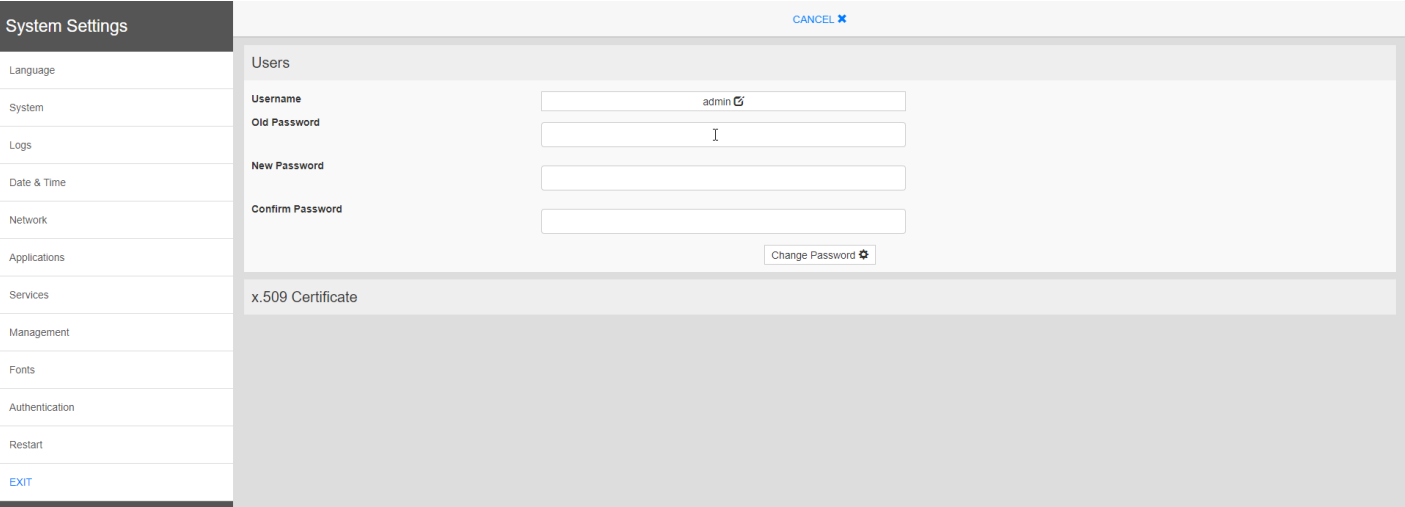 System Settings
Language
System
Logs
Date & Time
Network
Applications
Services
Management
Fonts
Authentication
Restart
EXIT
CANCEL
Users
Username
admin
Old Password
New Password
Confirm Password
Change Password
x.509 Certificate